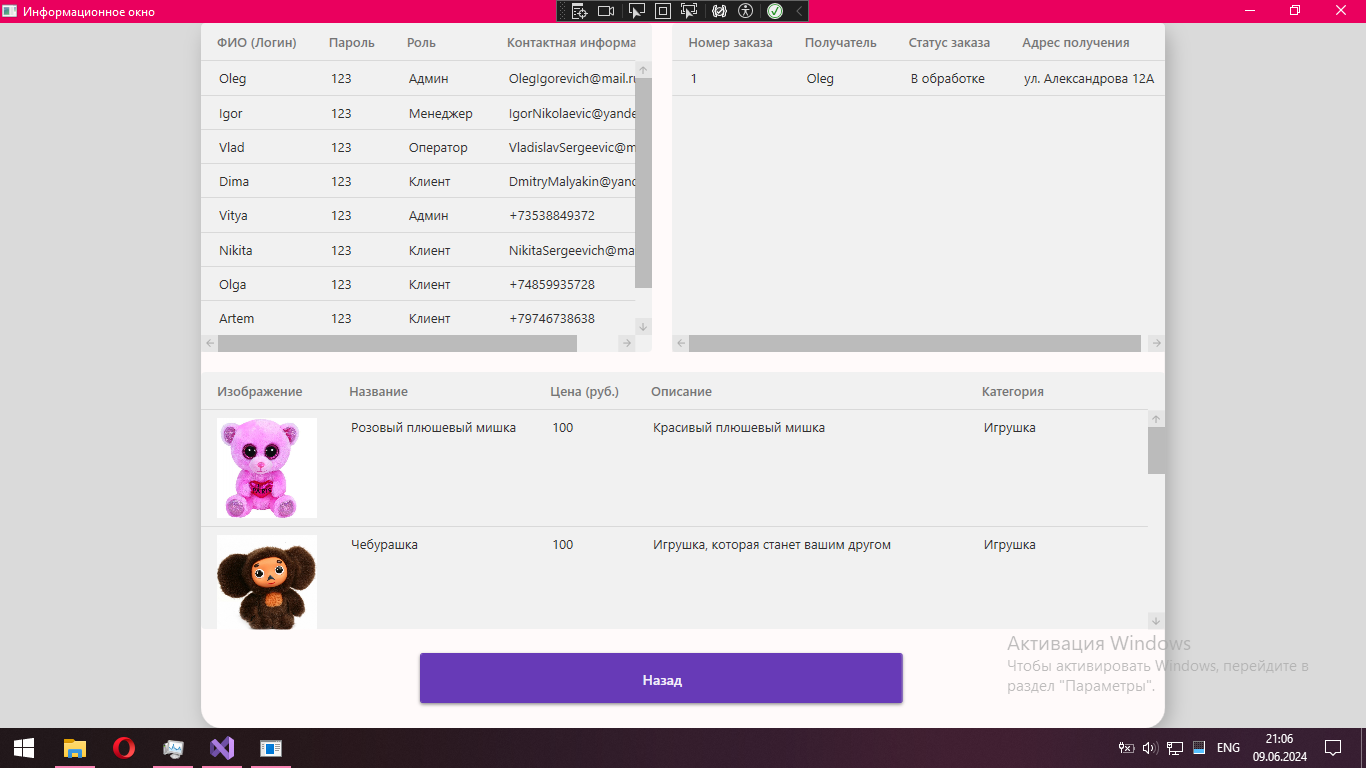 Информационное окно
ФИО (Логин) Пароль Роль Контактная информа
Oleg 123 Админ OlegIgorevich@mail.ru
Igor 123 Менеджер IgorNikolaevic@yande
Vlad 123 Оператор VladislavSergeevic@m
Dima 123 Клиент DmitryMalyakin@yand
Vitya 123 Админ +73538849372
Nikita 123 Клиент NikitaSergeevich@ma
Olga 123 Клиент +74859935728
Artem 123 Клиент +79746738638
Номер заказа Получатель Статус заказа Адрес получения
1 Oleg В обработке ул. Александрова 12А
Изображение Название Цена (руб.) Описание Категория
Розовый плюшевый мишка 100 Красивый плюшевый мишка Игрушка
Чебурашка 100 Игрушка, которая станет вашим другом Игрушка
Назад
Активация Windows
Чтобы активировать Windows, перейдите в
раздел "Параметры".
ENG
21:06
09.06.2024